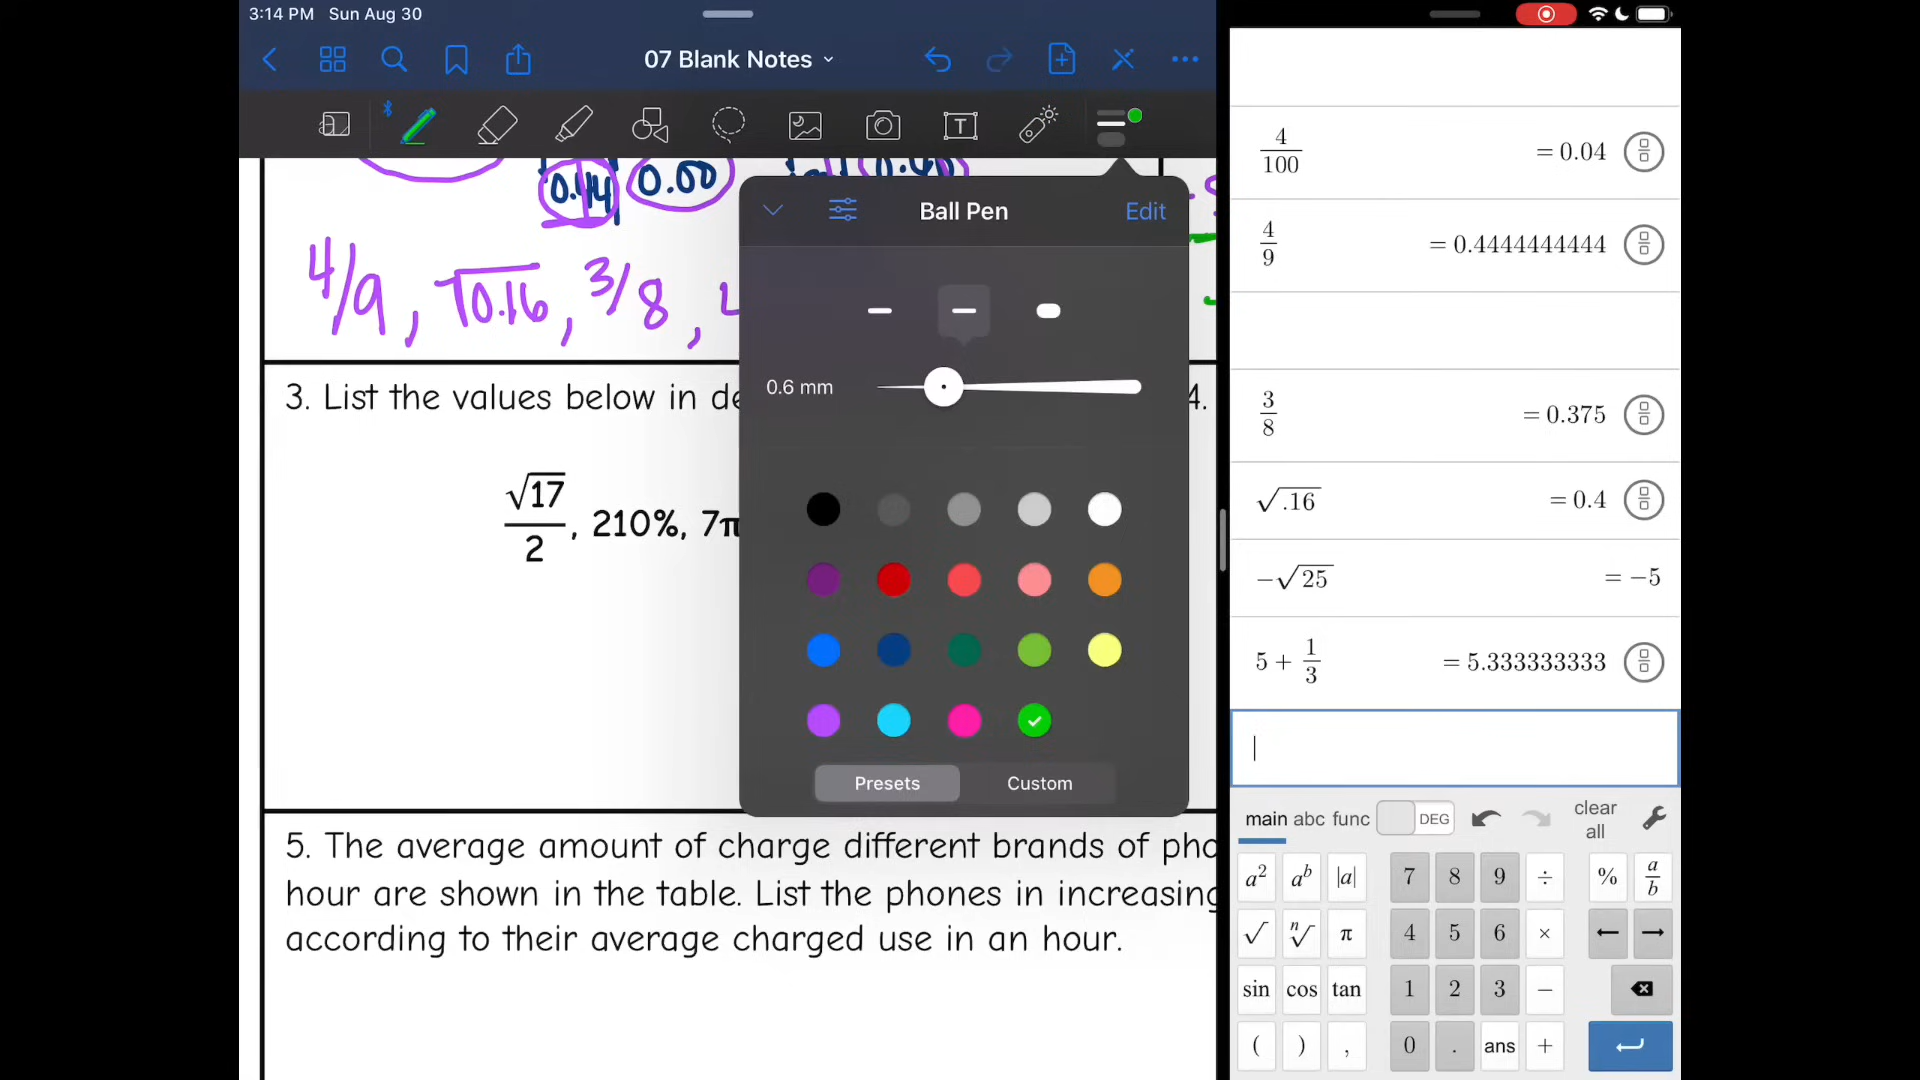 3:14 PM Sun Aug 30
07 Blank Notes
T
0.44 0.00
4/9, √0.16, 3/8,
3. List the values below in de
4.
√17/2, 210%, 7π
5. The average amount of charge different brands of pho
hour are shown in the table. List the phones in increasing
according to their average charged use in an hour.
Ball Pen Edit
0.6 mm
Presets Custom
4/100 = 0.04
4/9 = 0.4444444444
3/8 = 0.375
√.16 = 0.4
-√25 = -5
5 + 1/3 = 5.333333333
main abc func DEG clear all
a² aᵇ |a| 7 8 9 ÷ % a/b
√ ⁿ√ π 4 5 6 × ← →
sin cos tan 1 2 3 −
( ) , 0 . ans +